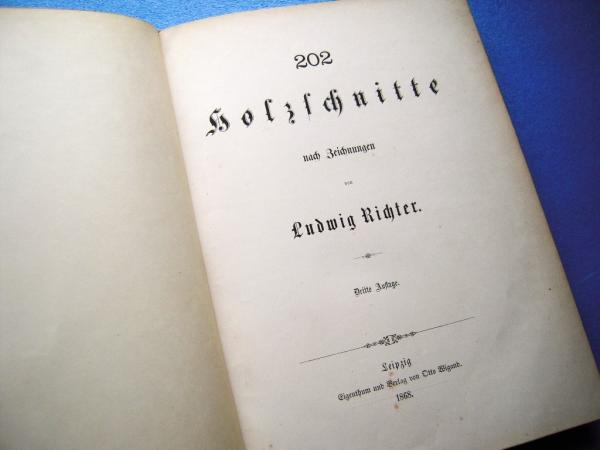 202
Holzschnitte
nach Zeichnungen
von
Ludwig Richter.
Dritte Auflage.
Leipzig
Eigenthum und Verlag von Otto Wigand.
1868.